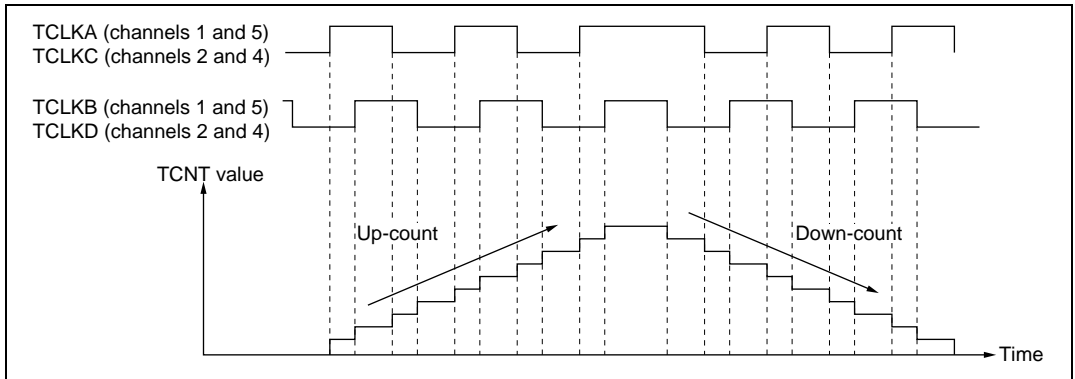 TCLKA (channels 1 and 5)
TCLKC (channels 2 and 4)
TCLKB (channels 1 and 5)
TCLKD (channels 2 and 4)
TCNT value
Up-count
Down-count
Time